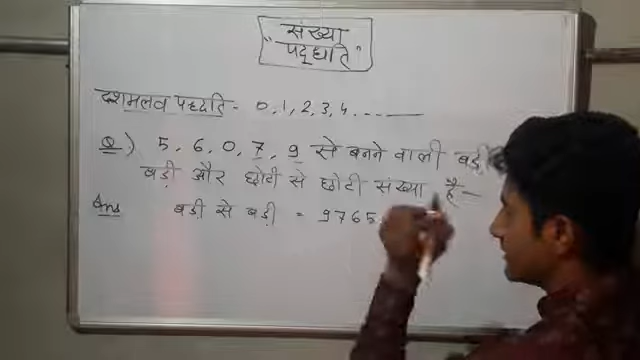 "संख्या
पद्धति"
दशमलव पद्धति - 0, 1, 2, 3, 4 - - - ——
Q) 5, 6, 0, 7, 9 से बनने वाली बड़ी
बड़ी और छोटी से छोटी संख्या है -
Ans बड़ी से बड़ी = 9765